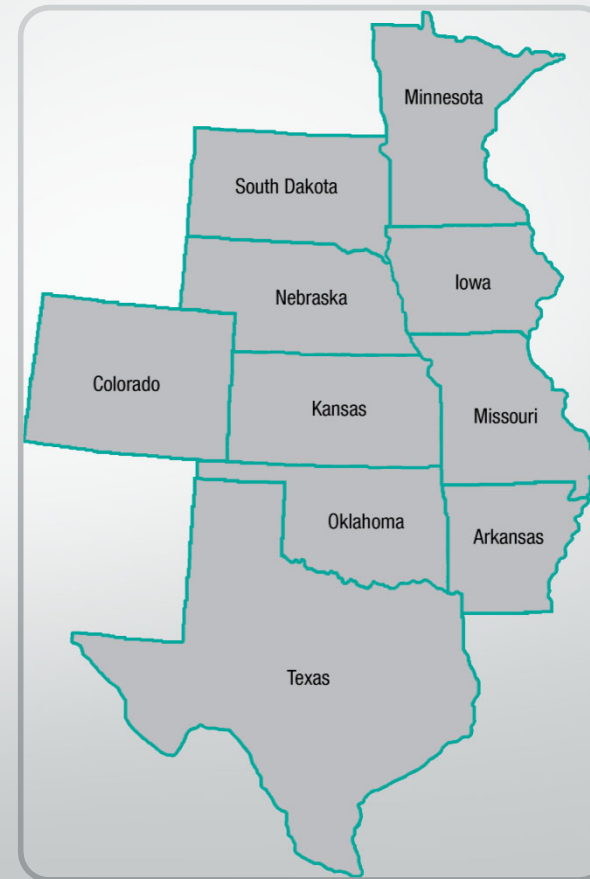 Minnesota
South Dakota
Iowa
Nebraska
Colorado
Kansas
Missouri
Oklahoma
Arkansas
Texas